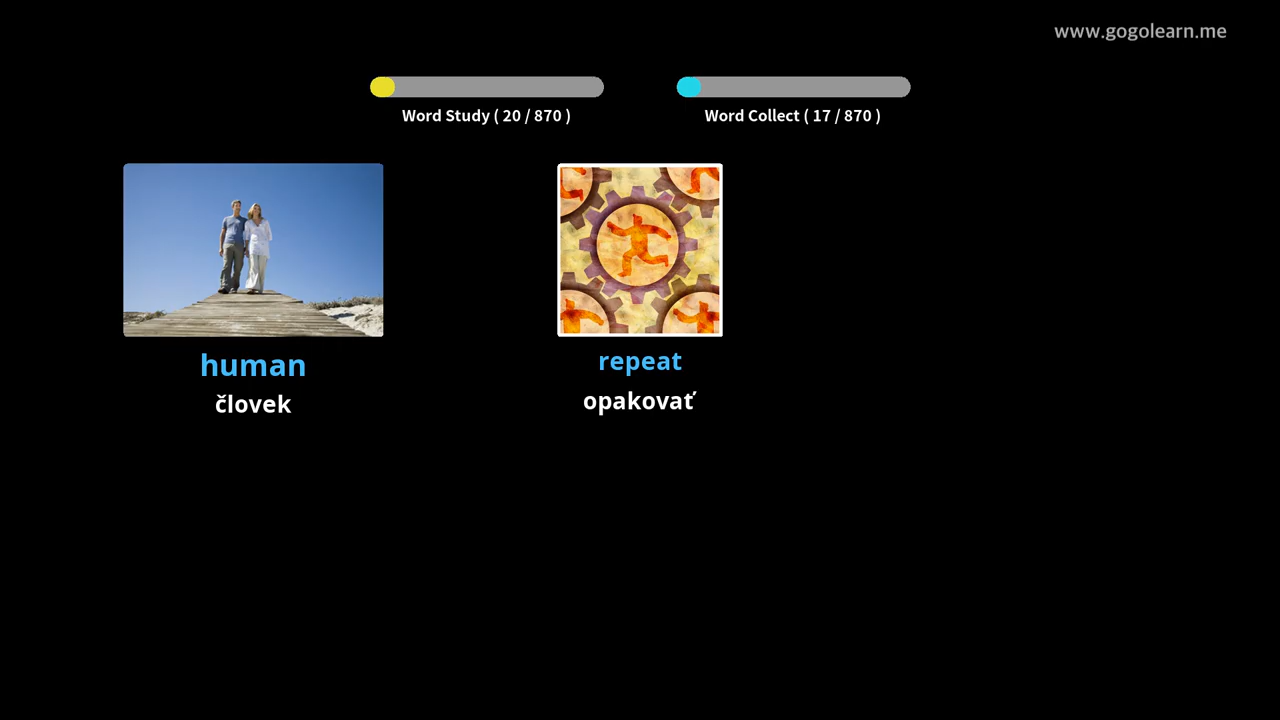 www.gogolearn.me
Word Study ( 20 / 870 )
Word Collect ( 17 / 870 )
human
človek
repeat
opakovať